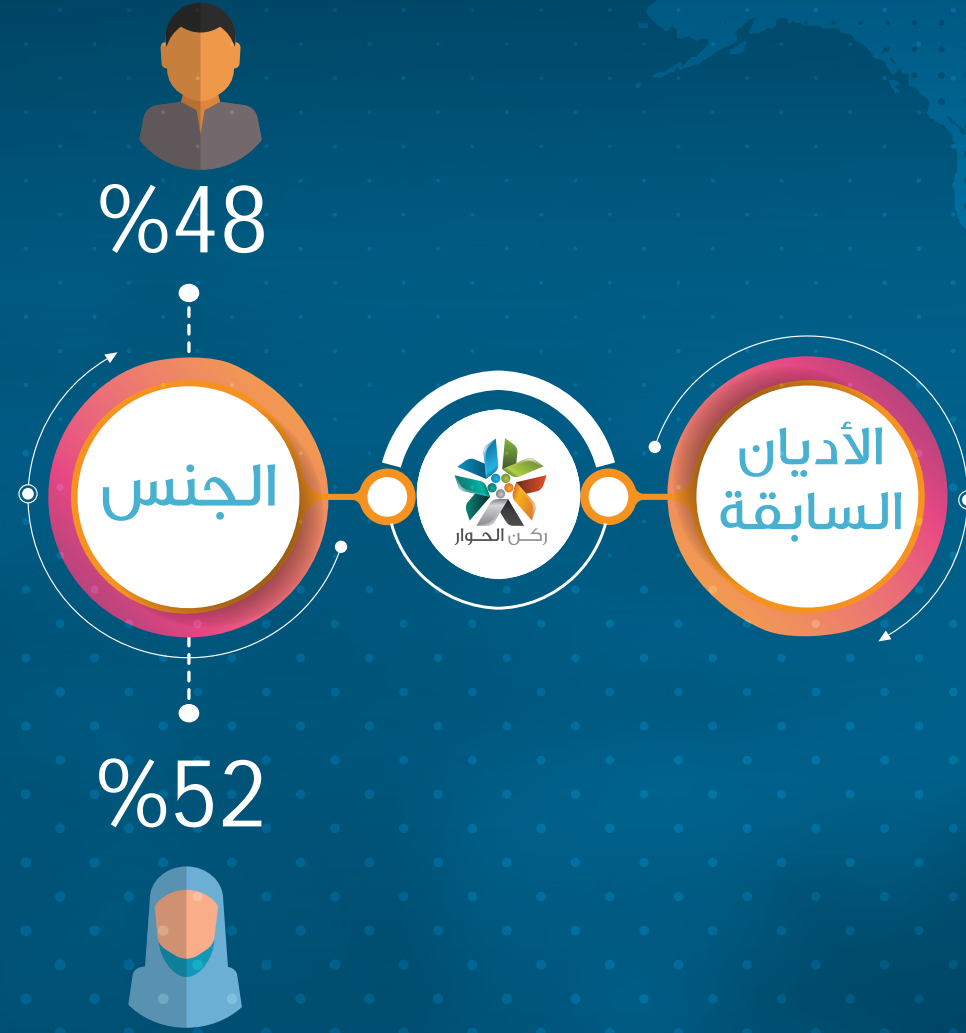 %48
الأديان
السابقة
ركن الحوار
الجنس
%52